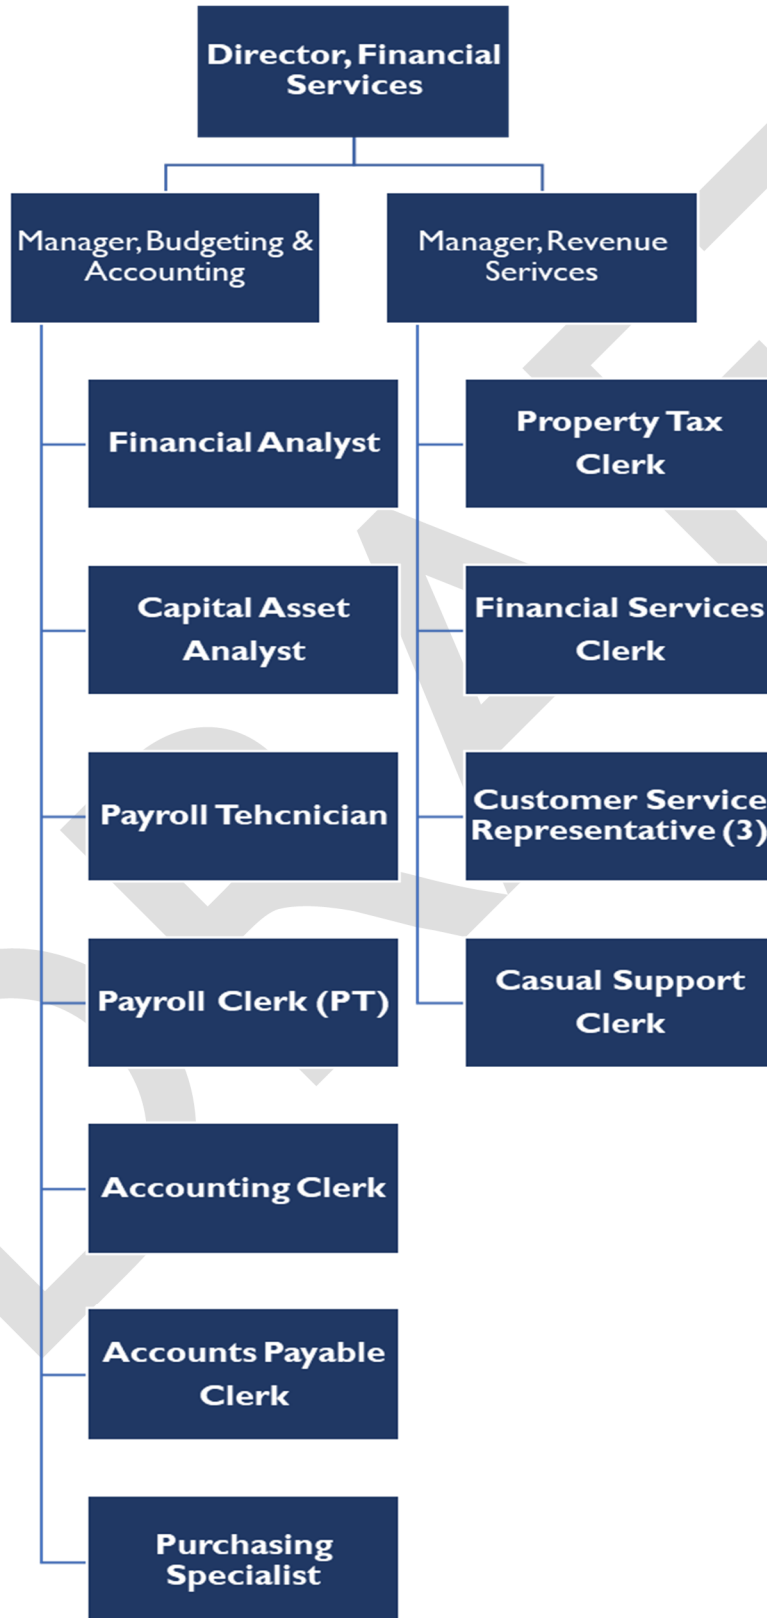 Director, Financial
Services
Manager, Budgeting &
Accounting
Manager, Revenue
Serivces
Financial Analyst
Capital Asset
Analyst
Payroll Tehcnician
Payroll Clerk (PT)
Accounting Clerk
Accounts Payable
Clerk
Purchasing
Specialist
Property Tax
Clerk
Financial Services
Clerk
Customer Service
Representative (3)
Casual Support
Clerk
DRAFT